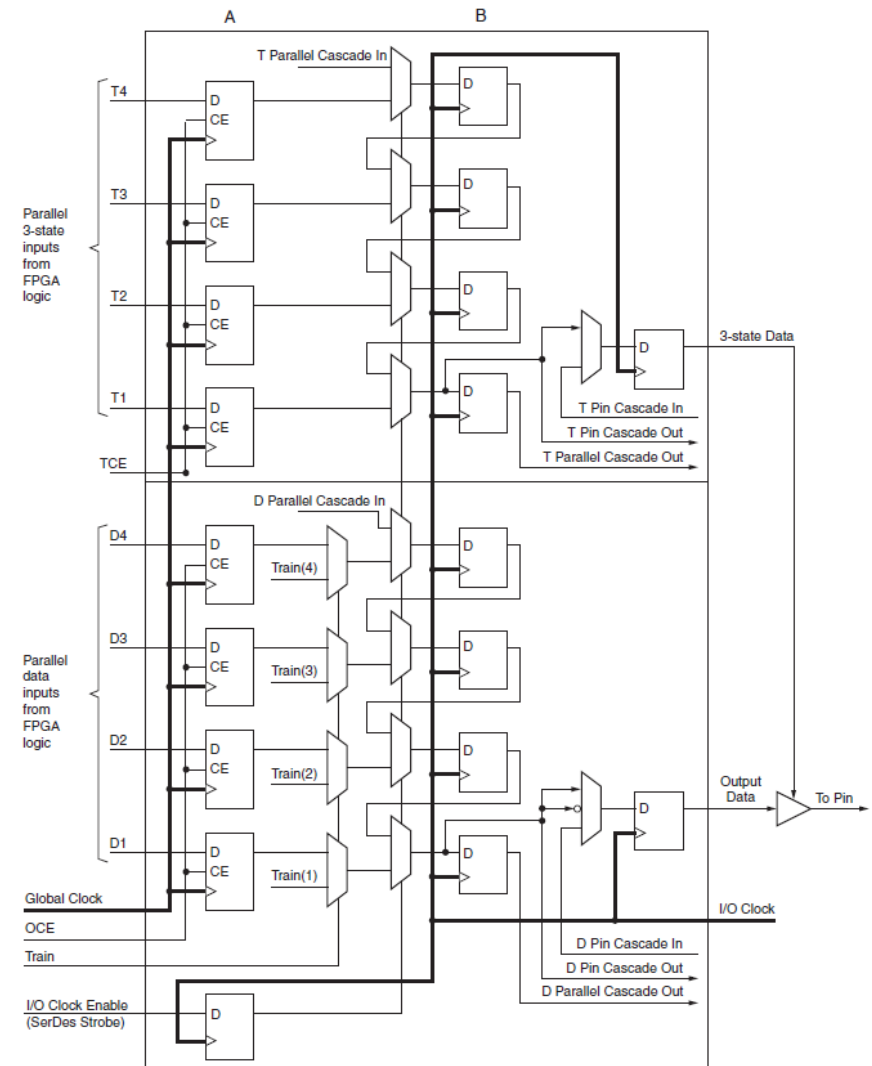 A
B
T Parallel Cascade In
T4
D
CE
D
T3
D
CE
D
Parallel
3-state
inputs
from
FPGA
logic
T2
D
CE
D
3-state Data
D
T1
D
CE
D
T Pin Cascade In
T Pin Cascade Out
T Parallel Cascade Out
TCE
D Parallel Cascade In
D4
D
CE
Train(4)
D
D3
D
CE
Train(3)
D
Parallel
data
inputs
from
FPGA
logic
D2
D
CE
Train(2)
D
Output
Data
D
To Pin
D1
D
CE
Train(1)
D
Global Clock
I/O Clock
OCE
D Pin Cascade In
Train
D Pin Cascade Out
D Parallel Cascade Out
I/O Clock Enable
(SerDes Strobe)
D